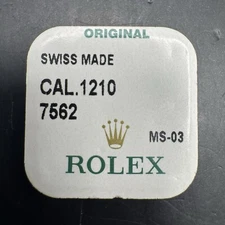 ORIGINAL
SWISS MADE
CAL.1210
7562
MS-03
ROLEX